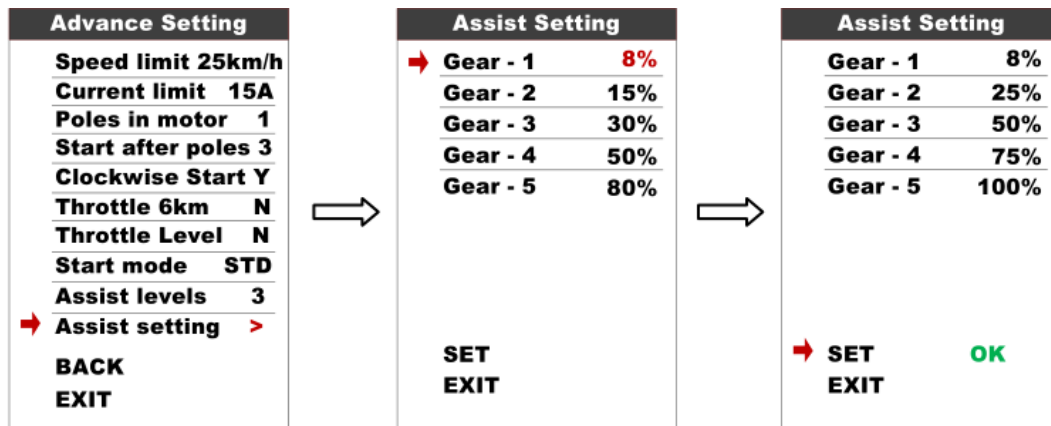 Advance Setting
Speed limit 25km/h
Current limit 15A
Poles in motor 1
Start after poles 3
Clockwise Start Y
Throttle 6km N
Throttle Level N
Start mode STD
Assist levels 3
Assist setting >
BACK
EXIT
Assist Setting
Gear - 1 8%
Gear - 2 15%
Gear - 3 30%
Gear - 4 50%
Gear - 5 80%
SET
EXIT
Assist Setting
Gear - 1 8%
Gear - 2 25%
Gear - 3 50%
Gear - 4 75%
Gear - 5 100%
SET OK
EXIT